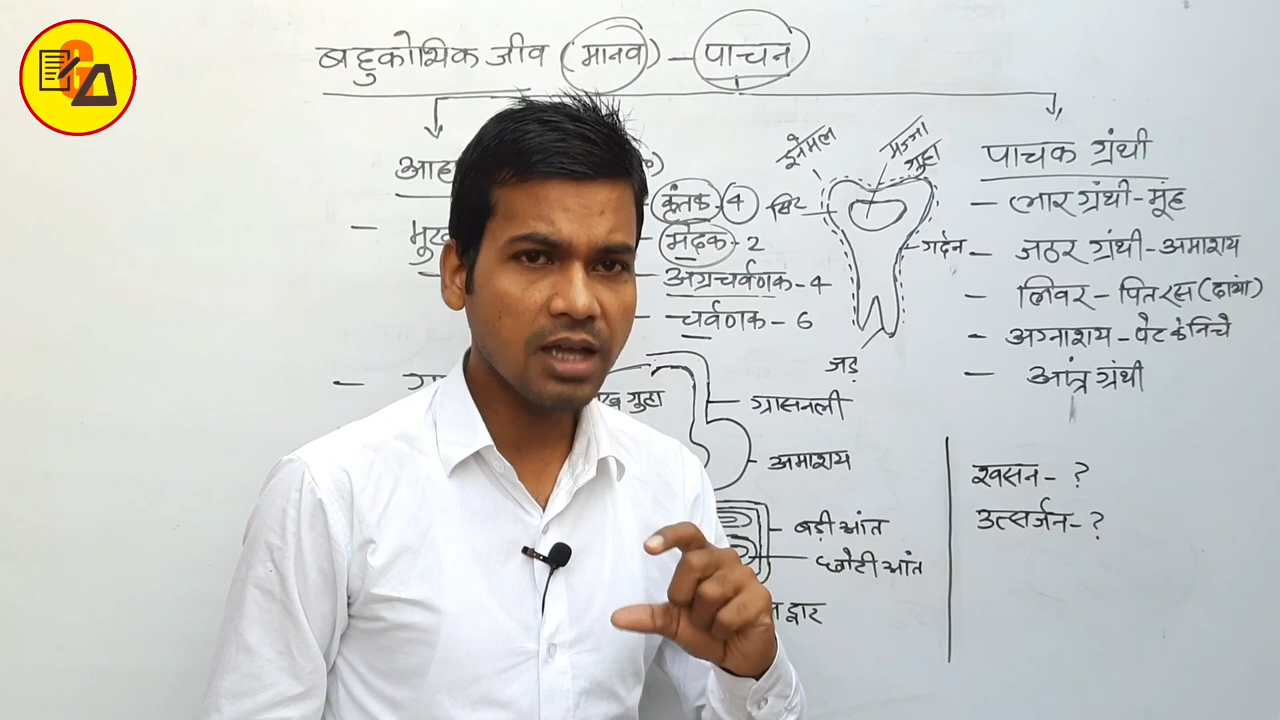 बहुकोषिक जीव (मानव) - पाचन
आहा
- मुख
कृंतक - 4
- भेदक - 2
- अग्रचर्वणक - 4
- चर्वणक - 6
इनेमल
मज्जा
गुहा
सिर
गर्दन
जड़
पाचक ग्रंथी
- लार ग्रंथी - मूंह
- जठर ग्रंथी - अमाशय
- लिवर - पितरस (दायां)
- अग्नाशय - पेट के निचे
- आंत्र ग्रंथी
गुहा
ग्रासनली
अमाशय
बड़ी आंत
छोटी आंत
द्वार
श्वसन - ?
उत्सर्जन - ?